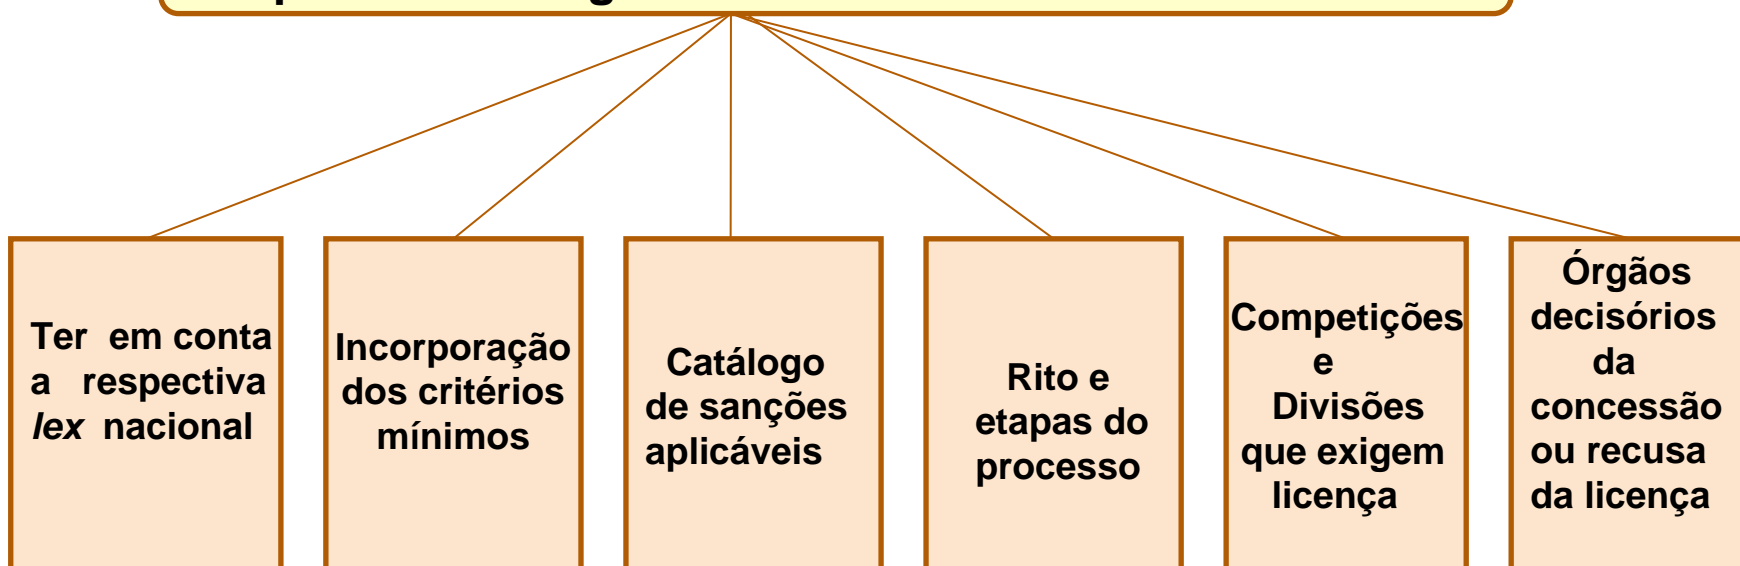 Ter em conta
a respectiva
lex nacional
Incorporação
dos critérios
mínimos
Catálogo
de sanções
aplicáveis
Rito e
etapas do
processo
Competições
e
Divisões
que exigem
licença
Órgãos
decisórios
da
concessão
ou recusa
da licença